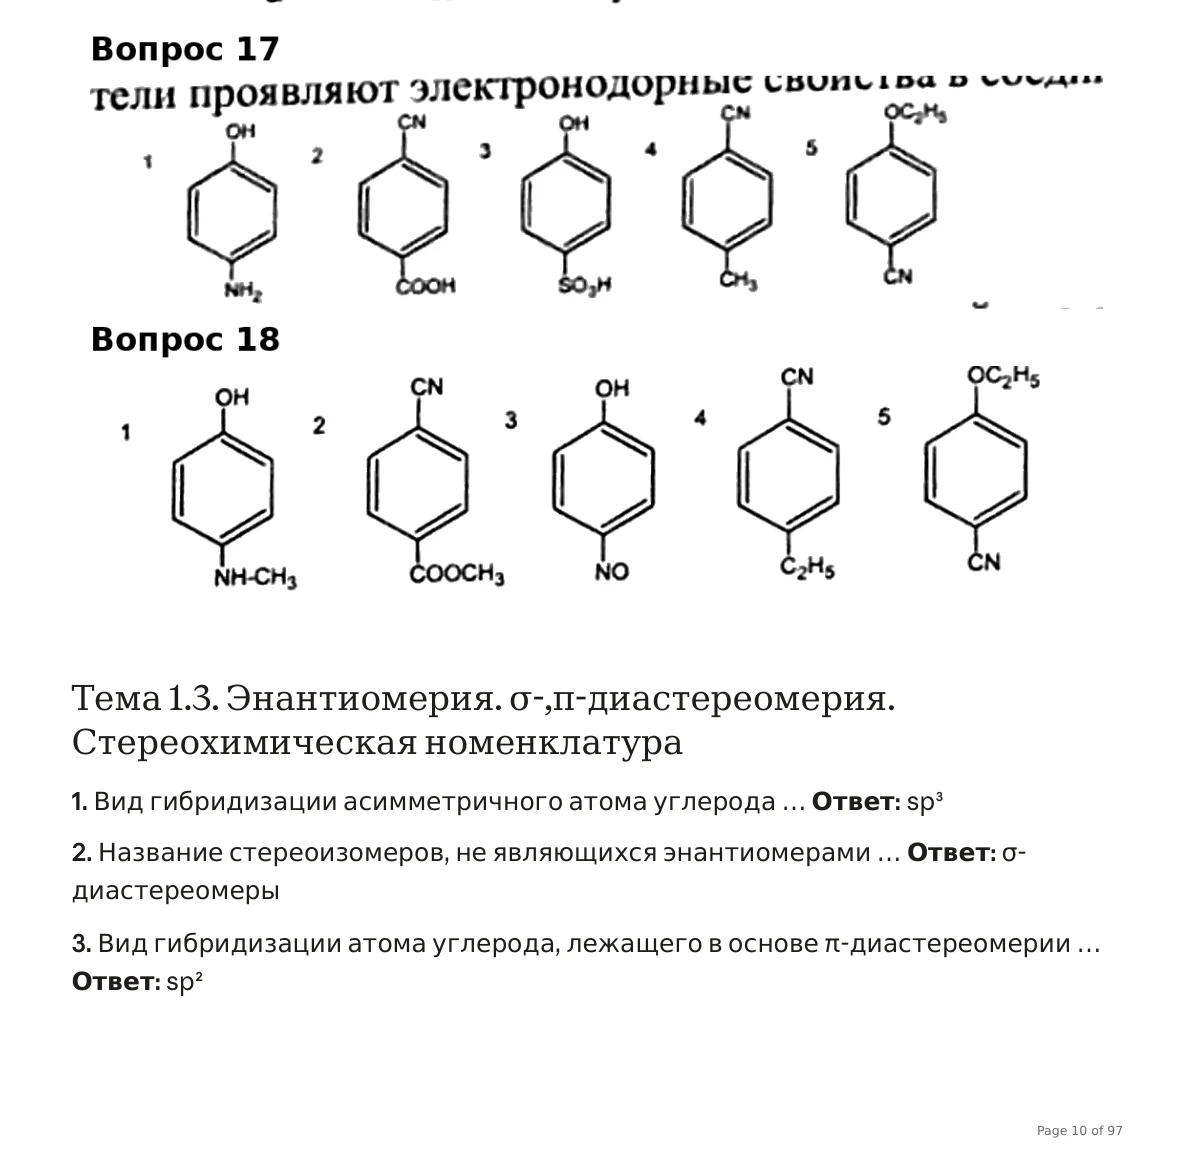 Вопрос 17
тели проявляют электронодорные свойства в
1 OH NH₂ 2 CN COOH 3 OH SO₃H 4 CN CH₃ 5 OC₂H₅ CN
Вопрос 18
1 OH NH-CH₃ 2 CN COOCH₃ 3 OH NO 4 CN C₂H₅ 5 OC₂H₅ CN
Тема 1.3. Энантиомерия. σ-,π-диастереомерия.
Стереохимическая номенклатура
1. Вид гибридизации асимметричного атома углерода … Ответ: sp³
2. Название стереоизомеров, не являющихся энантиомерами … Ответ: σ-
диастереомеры
3. Вид гибридизации атома углерода, лежащего в основе π-диастереомерии …
Ответ: sp²
Page 10 of 97